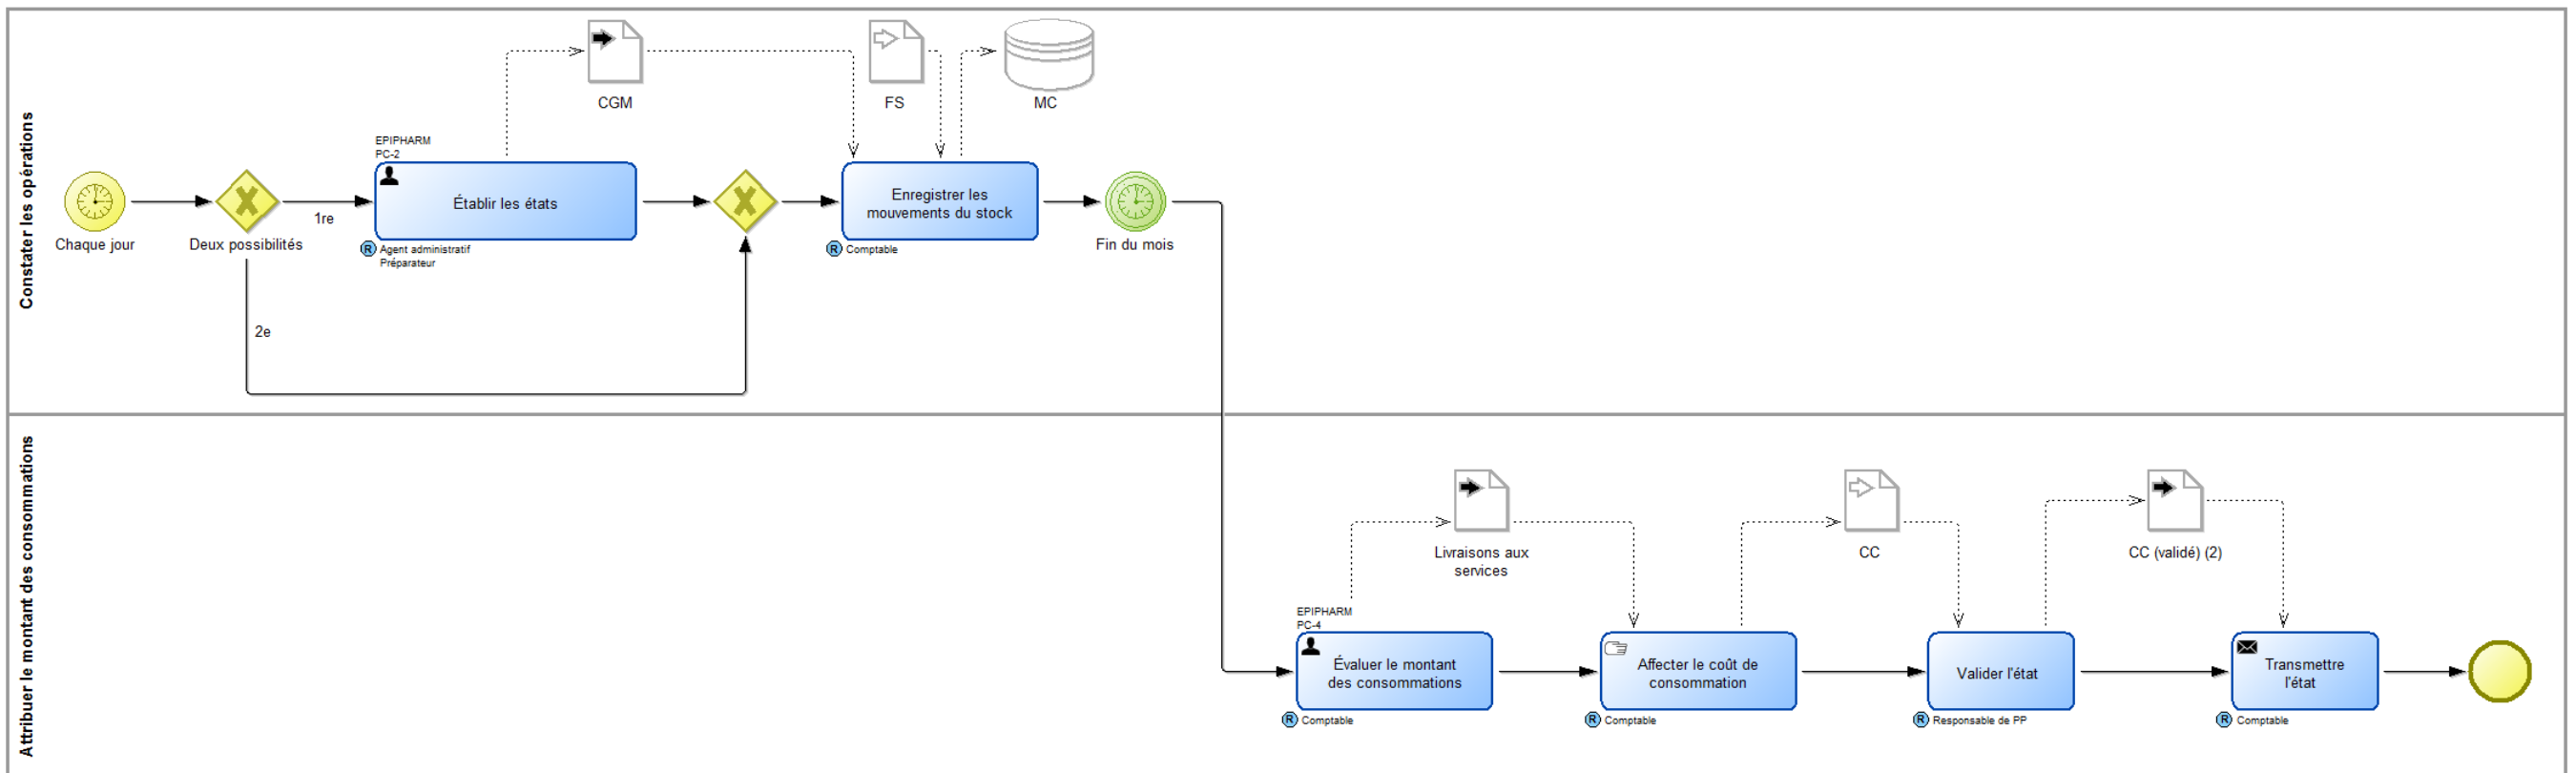 Constater les opérations
CGM
FS
MC
EPIPHARM
PC-2
Établir les états
Enregistrer les
mouvements du stock
1re
Chaque jour
Deux possibilités
R Agent administratif
Préparateur
R Comptable
Fin du mois
2e
Attribuer le montant des consommations
Livraisons aux
services
CC
CC (validé) (2)
EPIPHARM
PC-4
Évaluer le montant
des consommations
Affecter le coût de
consommation
Valider l'état
Transmettre
l'état
R Comptable
R Comptable
R Responsable de PP
R Comptable